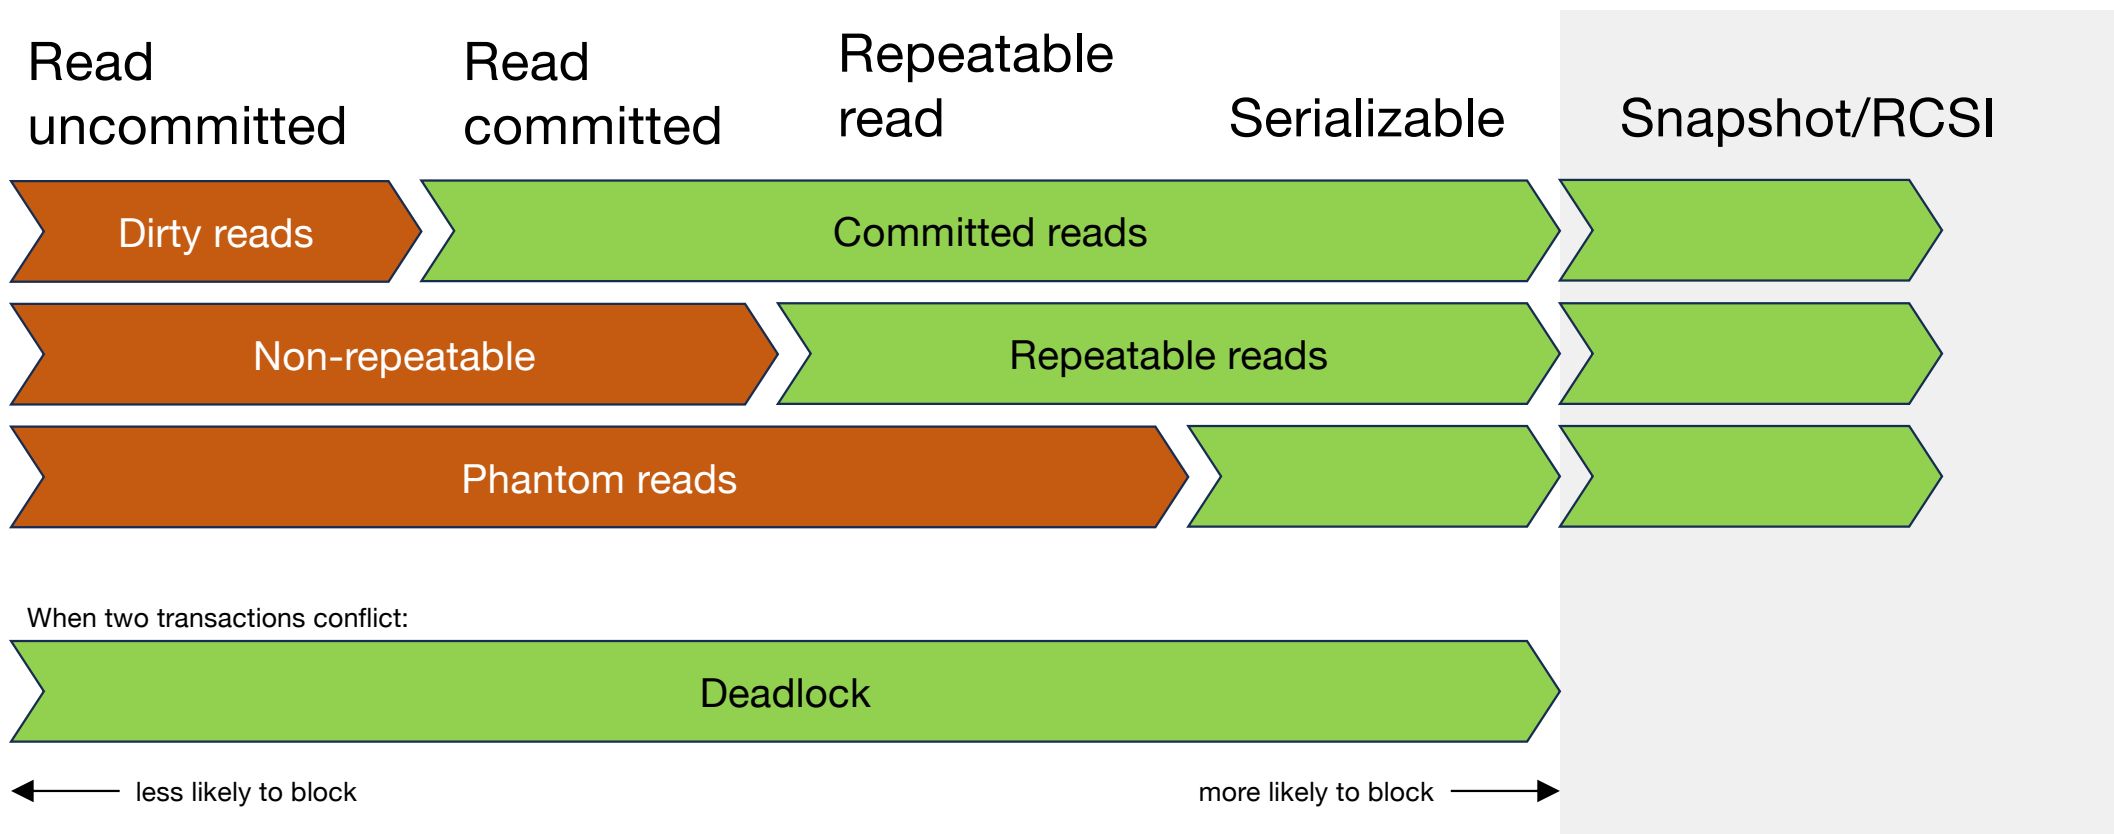 Read
uncommitted
Read
committed
Repeatable
read
Serializable
Snapshot/RCSI
Dirty reads
Committed reads
Non-repeatable
Repeatable reads
Phantom reads
When two transactions conflict:
Deadlock
less likely to block
more likely to block